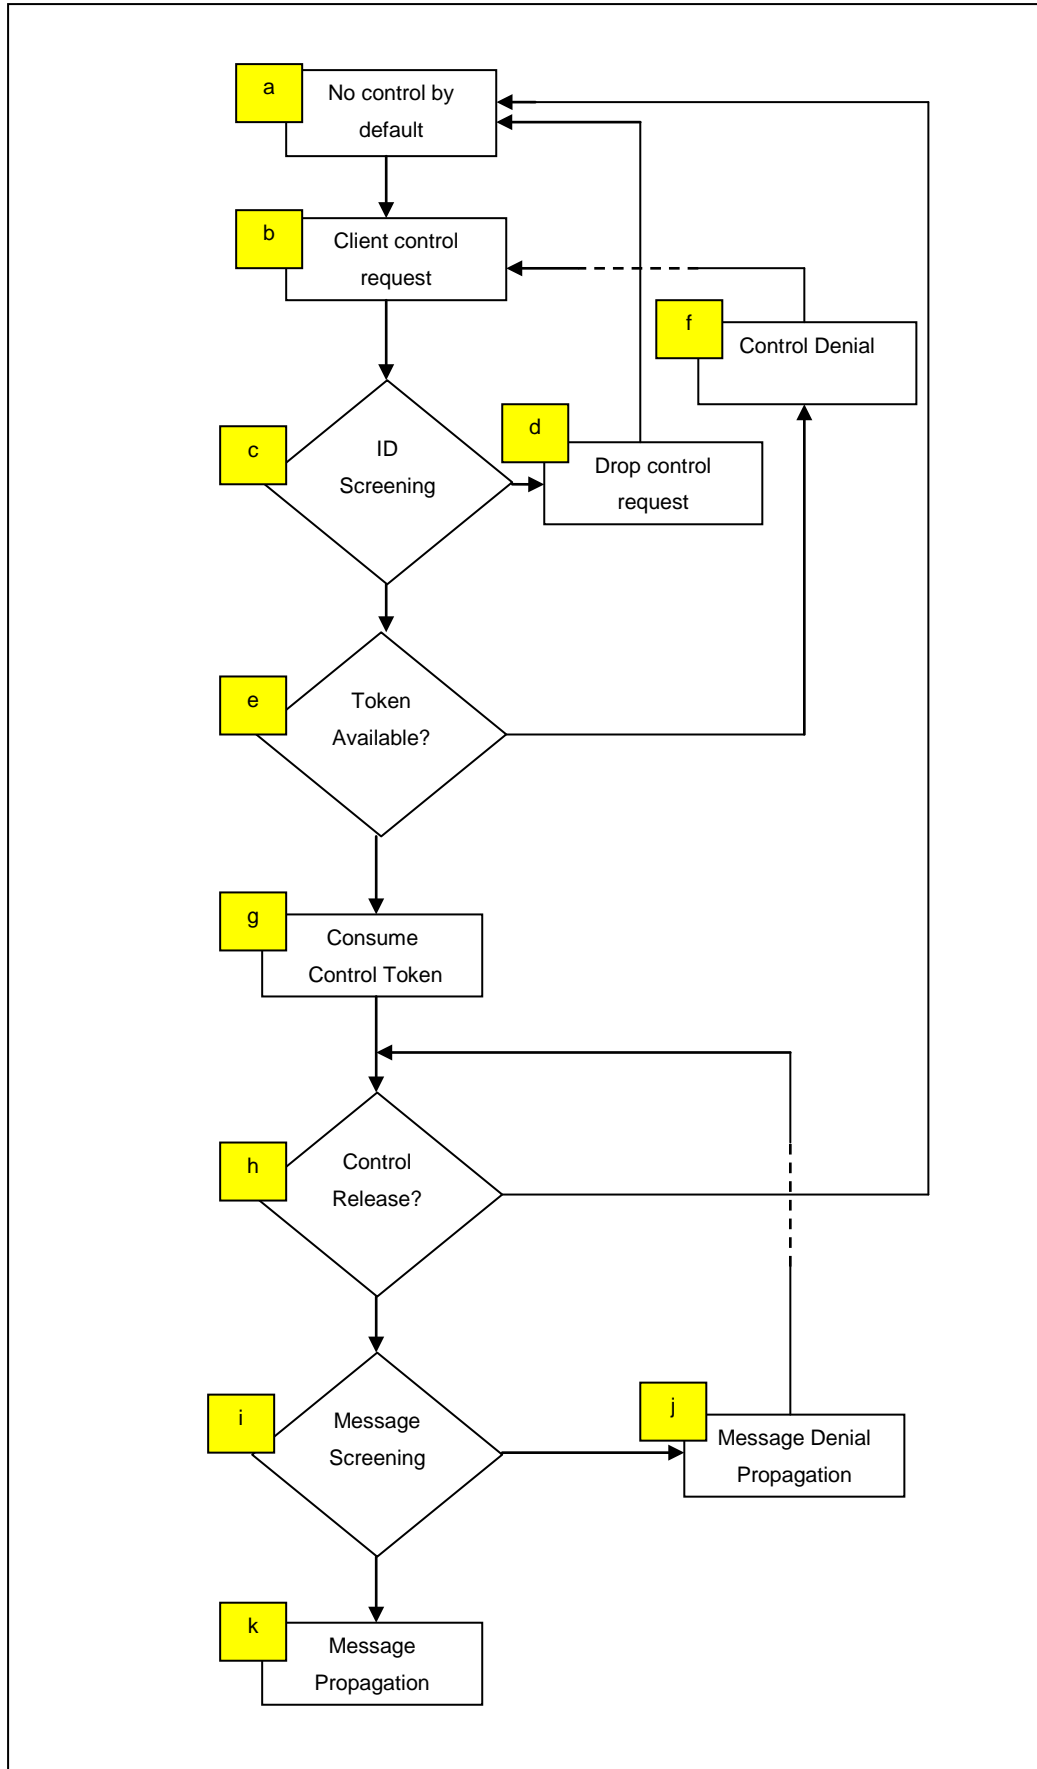 a
No control by
default
b
Client control
request
f
Control Denial
c
ID
Screening
d
Drop control
request
e
Token
Available?
g
Consume
Control Token
h
Control
Release?
i
Message
Screening
j
Message Denial
Propagation
k
Message
Propagation